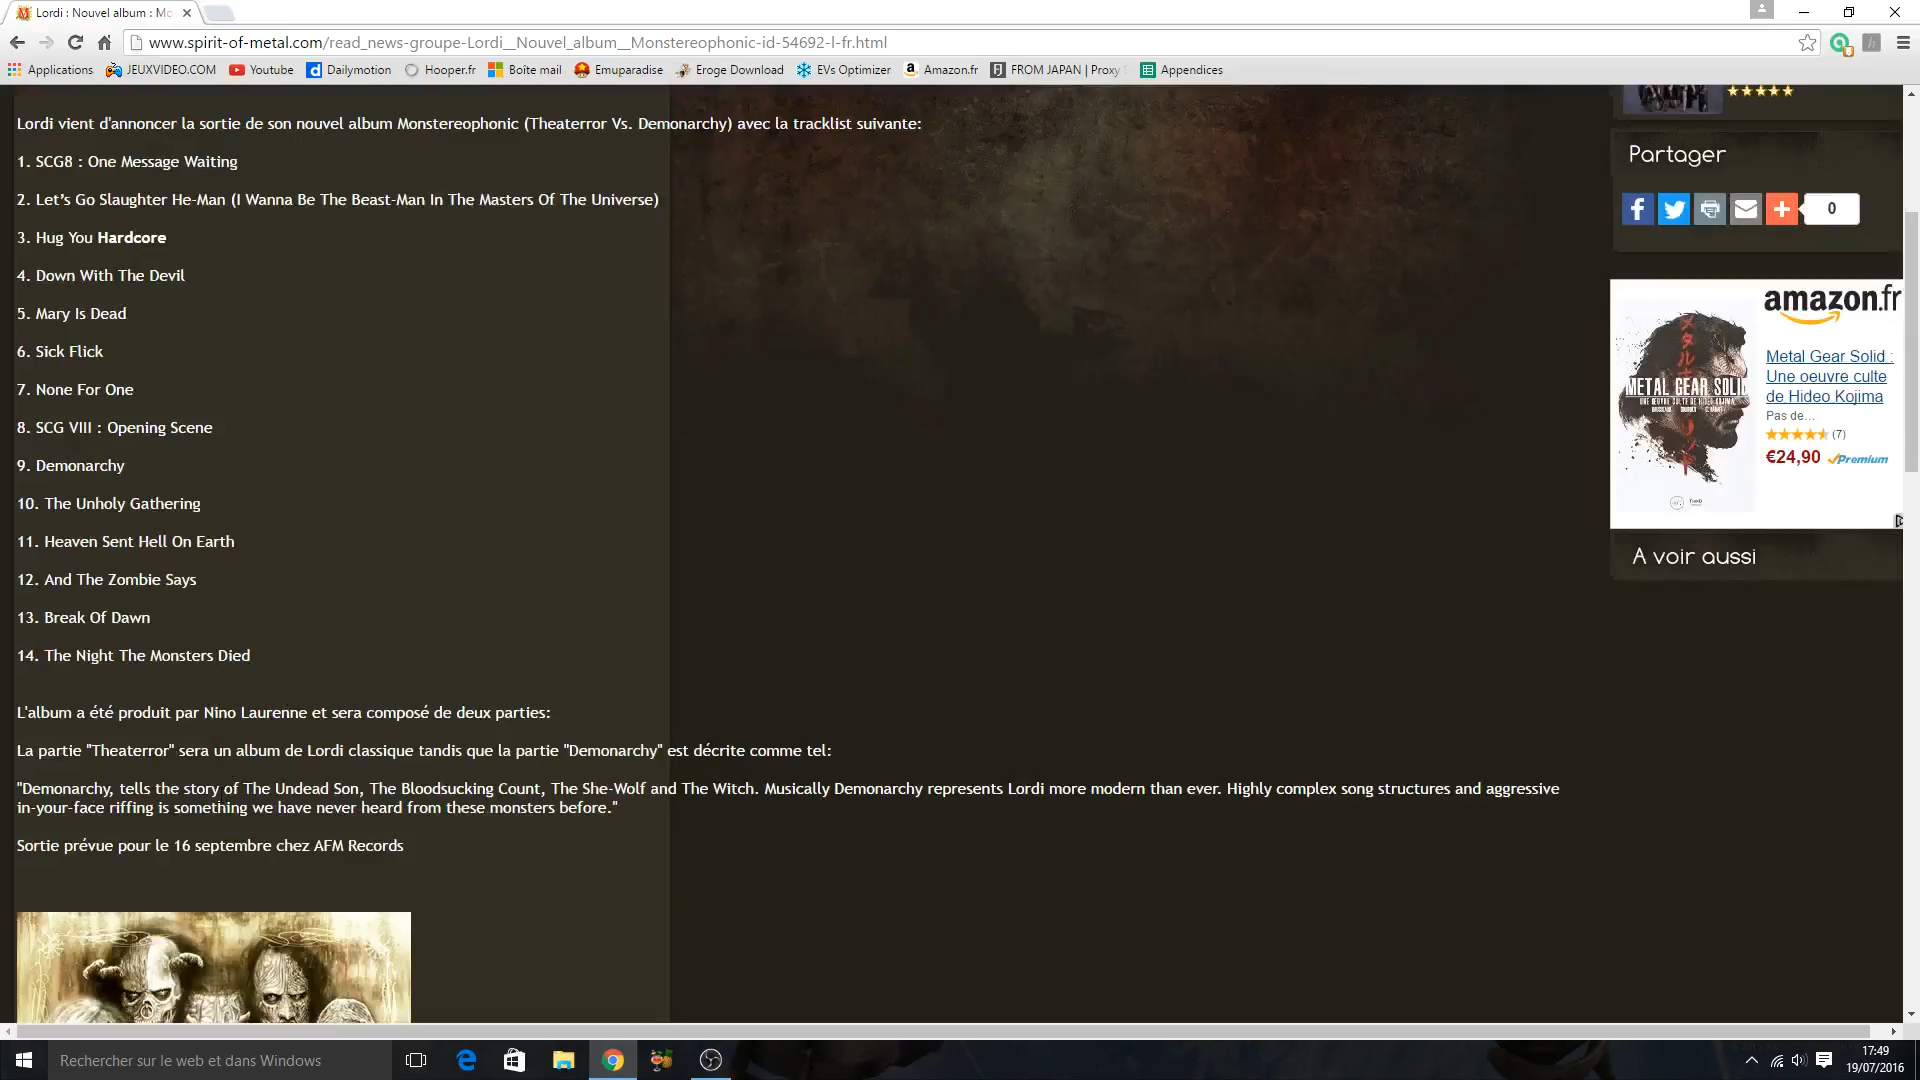 Lordi : Nouvel album : Mo
www.spirit-of-metal.com/read_news-groupe-Lordi__Nouvel_album__Monstereophonic-id-54692-l-fr.html
Applications JEUXVIDEO.COM Youtube Dailymotion Hooper.fr Boîte mail Emuparadise Eroge Download EVs Optimizer Amazon.fr FROM JAPAN | Proxy Appendices
Lordi vient d'annoncer la sortie de son nouvel album Monstereophonic (Theaterror Vs. Demonarchy) avec la tracklist suivante:
1. SCG8 : One Message Waiting
2. Let’s Go Slaughter He-Man (I Wanna Be The Beast-Man In The Masters Of The Universe)
3. Hug You Hardcore
4. Down With The Devil
5. Mary Is Dead
6. Sick Flick
7. None For One
8. SCG VIII : Opening Scene
9. Demonarchy
10. The Unholy Gathering
11. Heaven Sent Hell On Earth
12. And The Zombie Says
13. Break Of Dawn
14. The Night The Monsters Died
L'album a été produit par Nino Laurenne et sera composé de deux parties:
La partie "Theaterror" sera un album de Lordi classique tandis que la partie "Demonarchy" est décrite comme tel:
"Demonarchy, tells the story of The Undead Son, The Bloodsucking Count, The She-Wolf and The Witch. Musically Demonarchy represents Lordi more modern than ever. Highly complex song structures and aggressive
in-your-face riffing is something we have never heard from these monsters before."
Sortie prévue pour le 16 septembre chez AFM Records
Partager
0
amazon.fr
METAL GEAR SOLID
UNE OEUVRE CULTE DE HIDEO KOJIMA
Metal Gear Solid :
Une oeuvre culte
de Hideo Kojima
Pas de...
(7)
€24,90 Premium
A voir aussi
Rechercher sur le web et dans Windows
17:49
19/07/2016